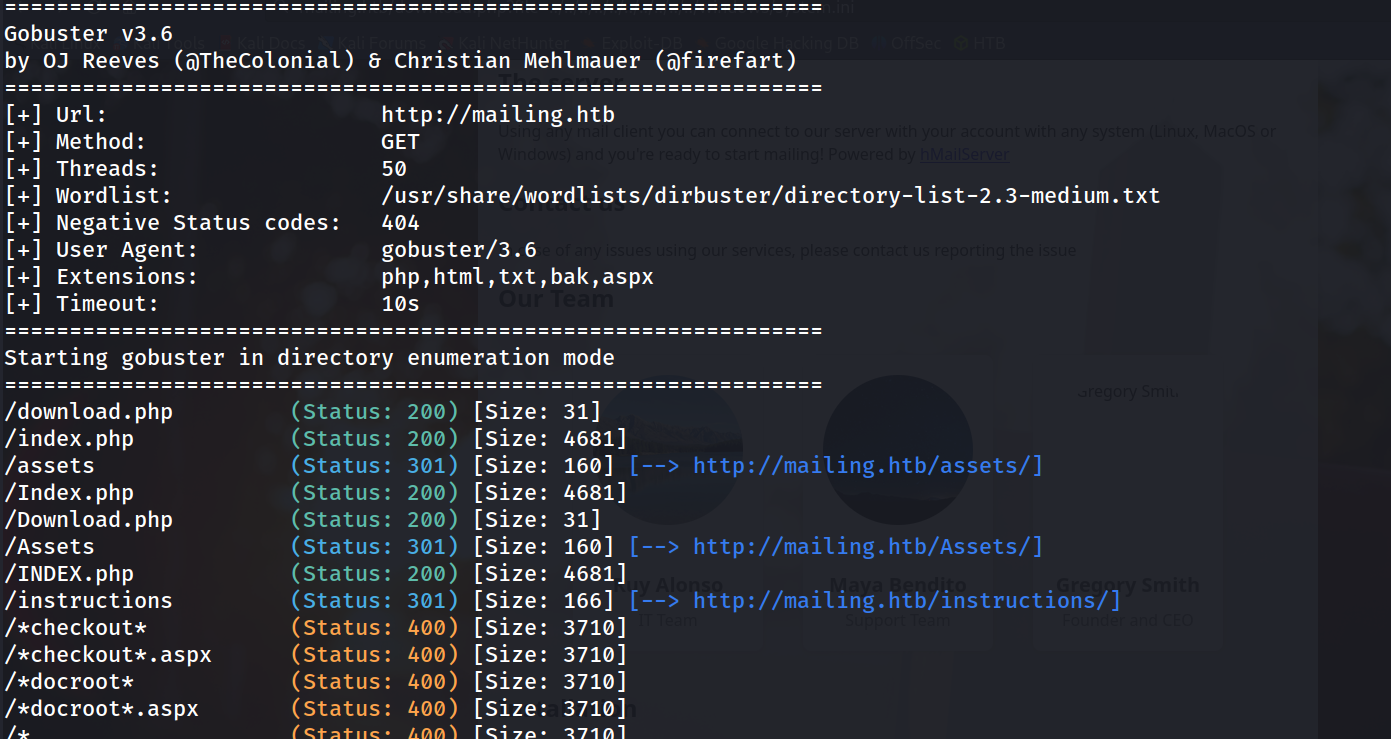 ===============================================================
Gobuster v3.6
by OJ Reeves (@TheColonial) & Christian Mehlmauer (@firefart)
===============================================================
[+] Url:                     http://mailing.htb
[+] Method:                  GET
[+] Threads:                 50
[+] Wordlist:                /usr/share/wordlists/dirbuster/directory-list-2.3-medium.txt
[+] Negative Status codes:   404
[+] User Agent:              gobuster/3.6
[+] Extensions:              php,html,txt,bak,aspx
[+] Timeout:                 10s
===============================================================
Starting gobuster in directory enumeration mode
===============================================================
/download.php         (Status: 200) [Size: 31]
/index.php            (Status: 200) [Size: 4681]
/assets               (Status: 301) [Size: 160] [--> http://mailing.htb/assets/]
/Index.php            (Status: 200) [Size: 4681]
/Download.php         (Status: 200) [Size: 31]
/Assets               (Status: 301) [Size: 160] [--> http://mailing.htb/Assets/]
/INDEX.php            (Status: 200) [Size: 4681]
/instructions         (Status: 301) [Size: 166] [--> http://mailing.htb/instructions/]
/*checkout*           (Status: 400) [Size: 3710]
/*checkout*.aspx      (Status: 400) [Size: 3710]
/*docroot*            (Status: 400) [Size: 3710]
/*docroot*.aspx       (Status: 400) [Size: 3710]
/*                    (Status: 400) [Size: 3710]
Kali Docs Kali Forums Kali NetHunter Exploit-DB Google Hacking DB OffSec HTB
The server
Using any mail client you can connect to our server with your account with any system (Linux, MacOS or
Windows) and you're ready to start mailing! Powered by hMailServer
Contact us
of any issues using our services, please contact us reporting the issue
Our Team
Gregory Smit
Ruy Alonso Maya Bendito Gregory Smith
IT Team Support Team Founder and CEO